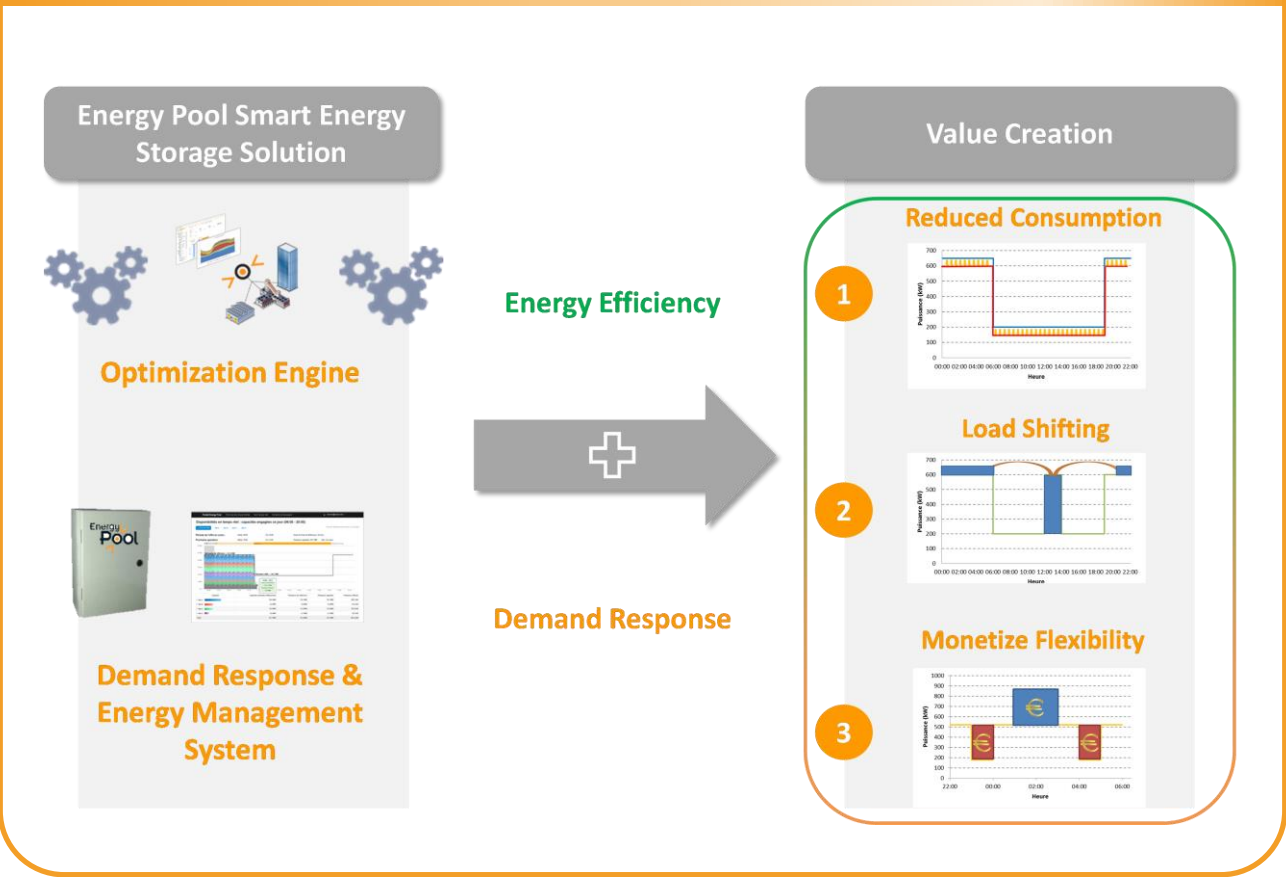 Energy Pool Smart Energy
Storage Solution
Optimization Engine
Energy
Pool
Demand Response &
Energy Management
System
Energy Efficiency
Demand Response
Value Creation
1
Reduced Consumption
700
600
500
400
300
200
100
0
Puissance (kW)
00:00 02:00 04:00 06:00 08:00 10:00 12:00 14:00 16:00 18:00 20:00 22:00
Heure
2
Load Shifting
700
600
500
400
300
200
100
0
Puissance (kW)
00:00 02:00 04:00 06:00 08:00 10:00 12:00 14:00 16:00 18:00 20:00 22:00
Heure
3
Monetize Flexibility
1000
900
800
700
600
500
400
300
200
100
0
Puissance (kW)
€
€ €
22:00 00:00 02:00 04:00 06:00
Heure